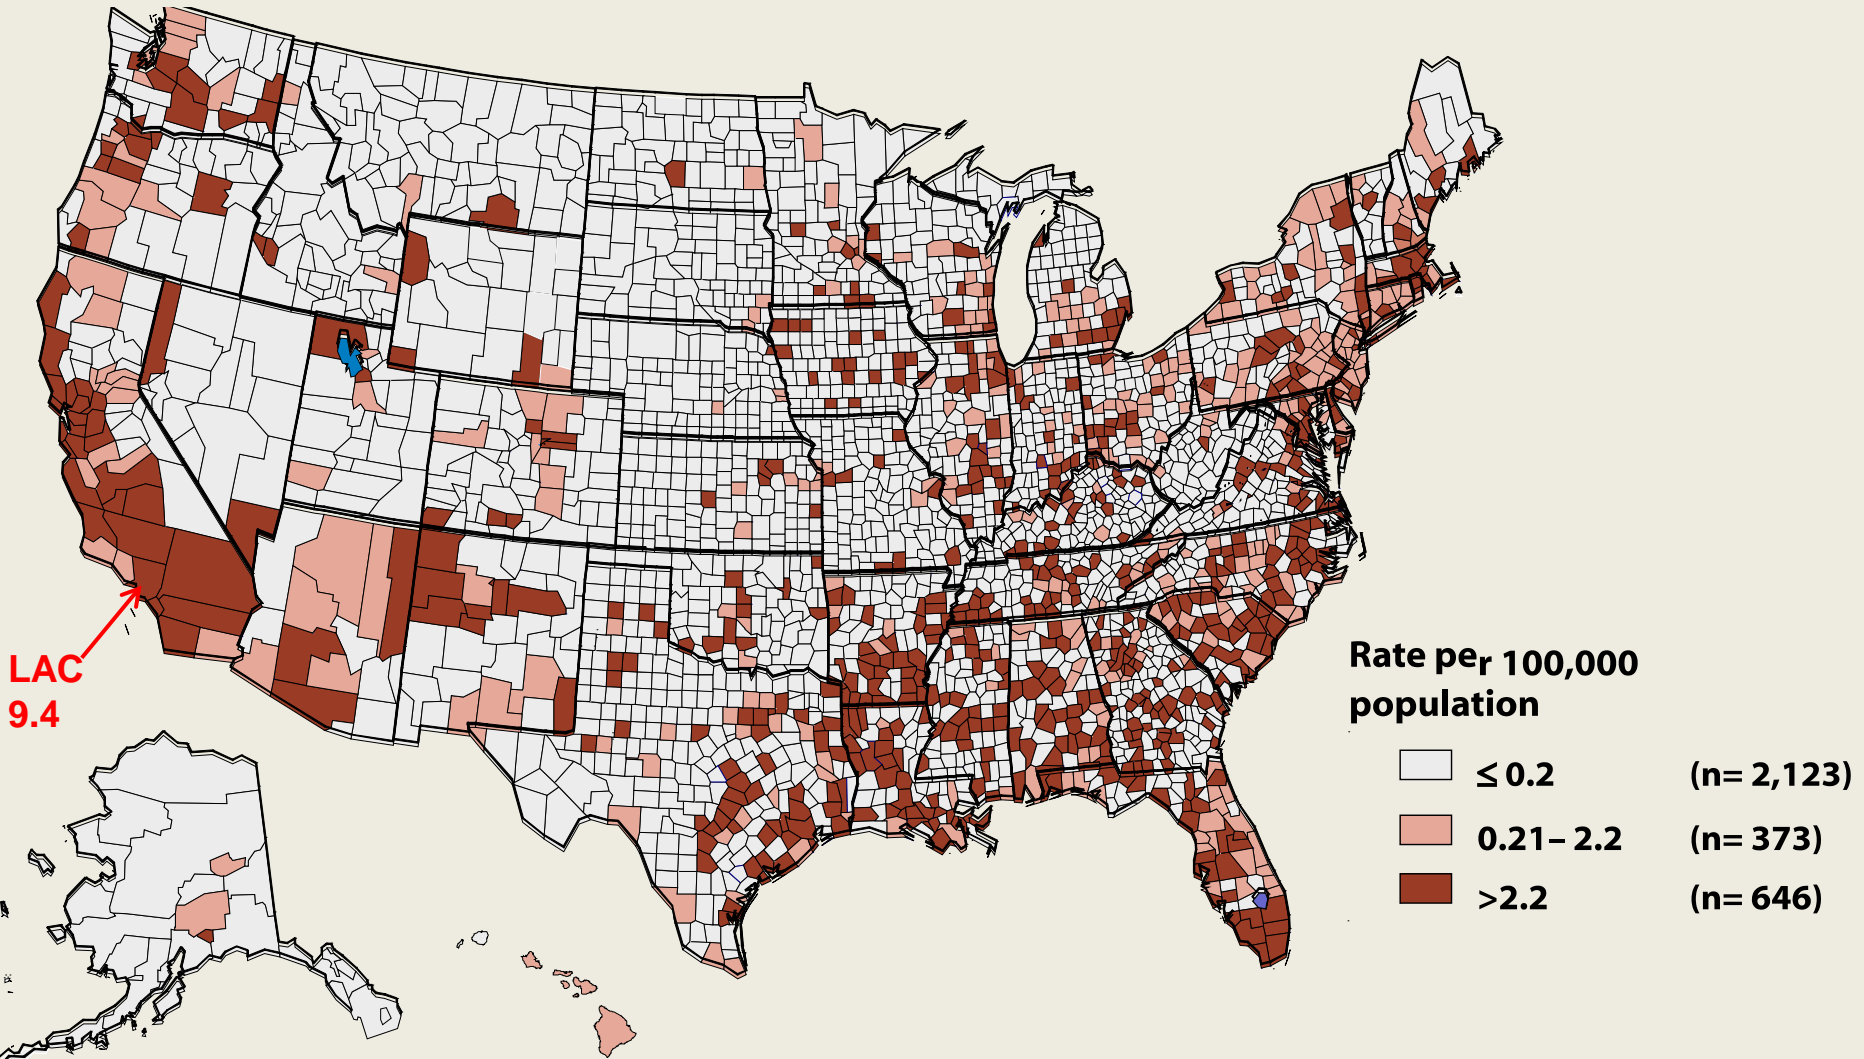 LAC
9.4
Rate per 100,000
population
≤ 0.2 (n= 2,123)
0.21– 2.2 (n= 373)
>2.2 (n= 646)